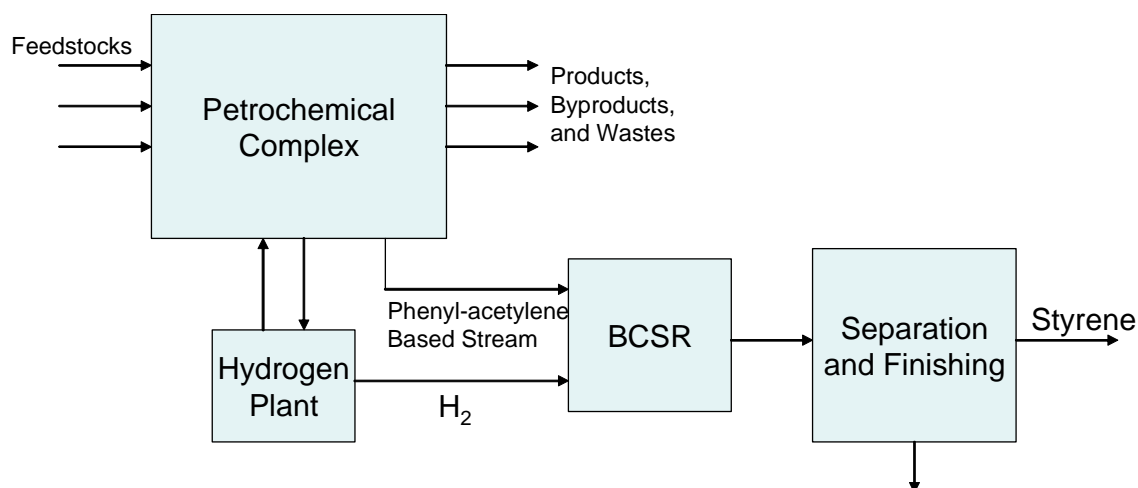 Feedstocks
Petrochemical
Complex
Products,
Byproducts,
and Wastes
Phenyl-acetylene
Based Stream
Hydrogen
Plant
H₂
BCSR
Separation
and Finishing
Styrene